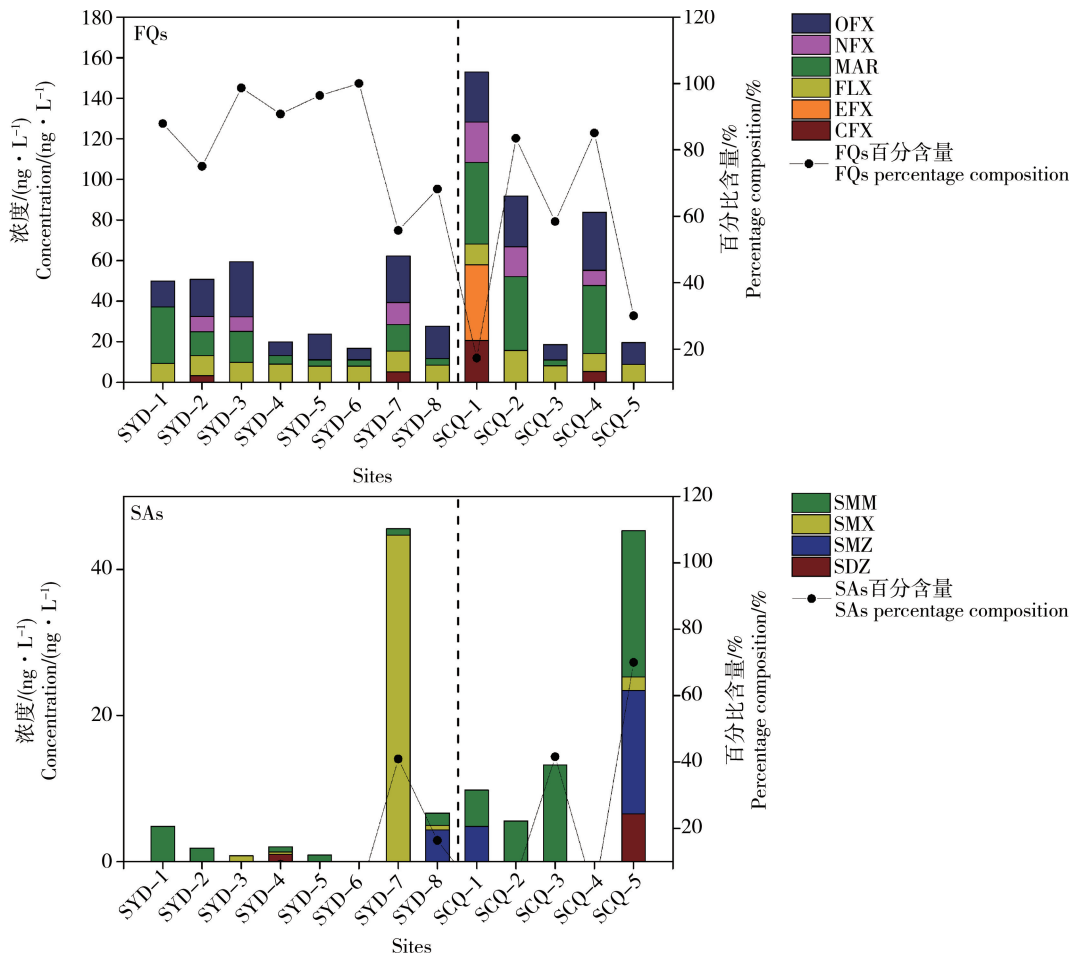 FQs
180
160
140
120
100
80
60
40
20
0
浓度/(ng·L⁻¹)
Concentration/(ng·L⁻¹)
120
100
80
60
40
20
百分比含量/%
Percentage composition/%
SYD-1
SYD-2
SYD-3
SYD-4
SYD-5
SYD-6
SYD-7
SYD-8
SCQ-1
SCQ-2
SCQ-3
SCQ-4
SCQ-5
Sites
OFX
NFX
MAR
FLX
EFX
CFX
FQs百分含量
FQs percentage composition
SAs
40
20
0
浓度/(ng·L⁻¹)
Concentration/(ng·L⁻¹)
120
100
80
60
40
20
百分比含量/%
Percentage composition/%
SYD-1
SYD-2
SYD-3
SYD-4
SYD-5
SYD-6
SYD-7
SYD-8
SCQ-1
SCQ-2
SCQ-3
SCQ-4
SCQ-5
Sites
SMM
SMX
SMZ
SDZ
SAs百分含量
SAs percentage composition